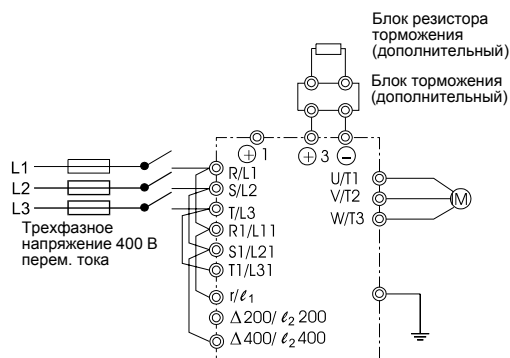 Блок резистора
торможения
(дополнительный)
Блок торможения
(дополнительный)
⊕ 1
⊕ 3
⊖
L1
L2
L3
Трехфазное
напряжение 400 В
перем. тока
R/L1
S/L2
T/L3
R1/L11
S1/L21
T1/L31
r/ℓ1
Δ200/ ℓ2 200
Δ400/ ℓ2 400
U/T1
V/T2
W/T3
M